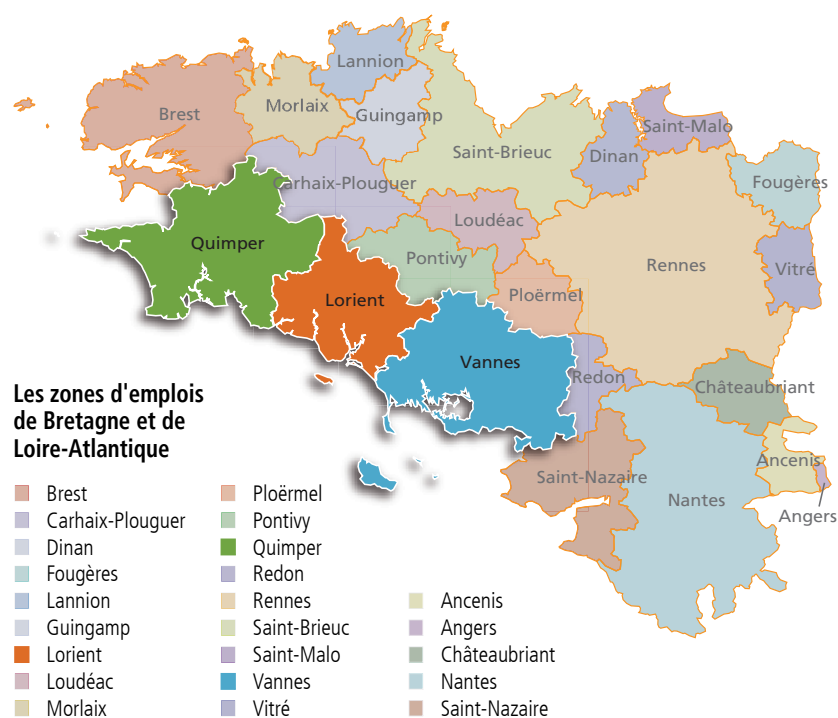 Lannion
Brest
Morlaix
Guingamp
Saint-Malo
Saint-Brieuc
Dinan
Carhaix-Plouguer
Fougères
Loudéac
Quimper
Pontivy
Rennes
Vitré
Lorient
Ploërmel
Vannes
Redon
Châteaubriant
Ancenis
Saint-Nazaire
Nantes
Angers
Les zones d'emplois
de Bretagne et de
Loire-Atlantique
Brest
Carhaix-Plouguer
Dinan
Fougères
Lannion
Guingamp
Lorient
Loudéac
Morlaix
Ploërmel
Pontivy
Quimper
Redon
Rennes
Saint-Brieuc
Saint-Malo
Vannes
Vitré
Ancenis
Angers
Châteaubriant
Nantes
Saint-Nazaire